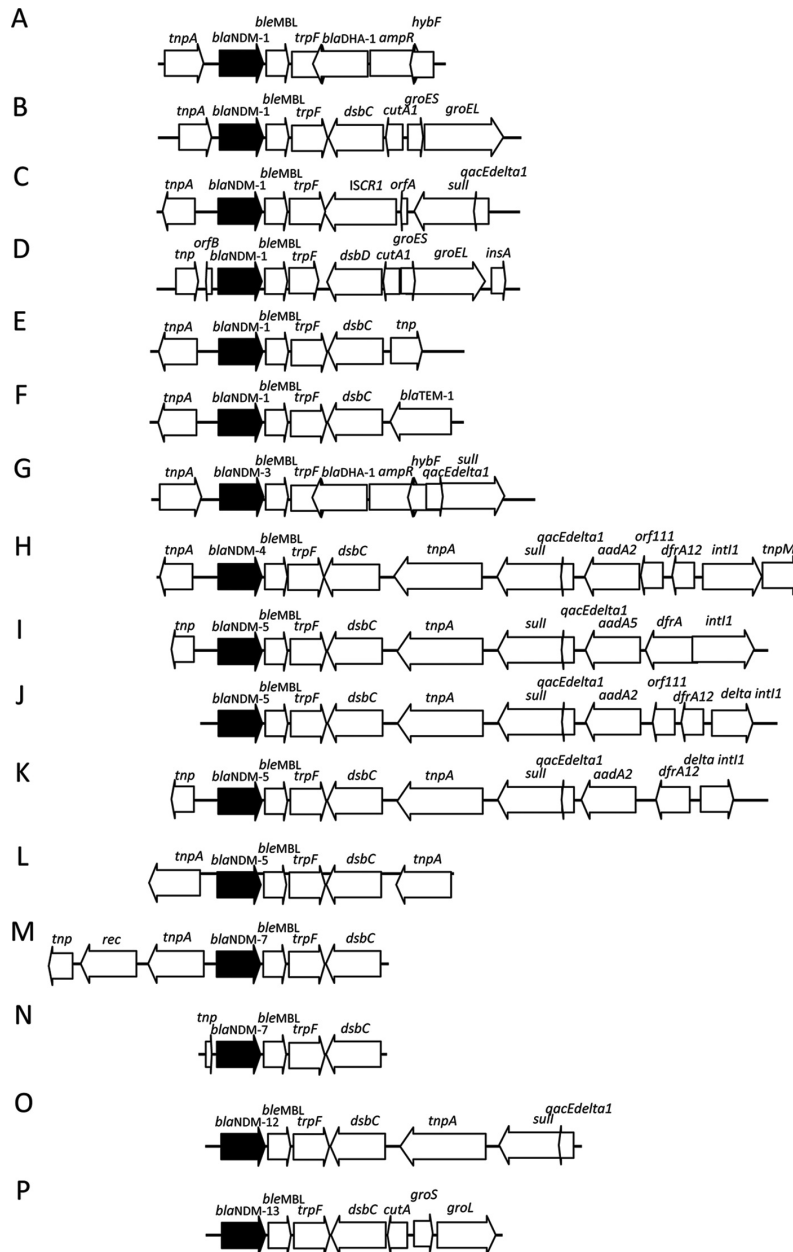 A
bleMBL
hybF
tnpA blaNDM-1 trpF blaDHA-1 ampR
B
bleMBL
groES
tnpA blaNDM-1 trpF dsbC cutA1 groEL
C
bleMBL
qacEdelta1
tnpA blaNDM-1 trpF ISCR1 orfA sulI
D
orfB bleMBL groES
tnp blaNDM-1 trpF dsbD cutA1 groEL insA
E
bleMBL
tnpA blaNDM-1 trpF dsbC tnp
F
bleMBL
tnpA blaNDM-1 trpF dsbC blaTEM-1
G
bleMBL hybF sulI
tnpA blaNDM-3 trpF blaDHA-1 ampR qacEdelta1
H
bleMBL qacEdelta1 orf111
tnpA blaNDM-4 trpF dsbC tnpA sulI aadA2 dfrA12 intI1 tnpM
I
bleMBL qacEdelta1
tnp blaNDM-5 trpF dsbC tnpA sulI aadA5 dfrA intI1
J
bleMBL qacEdelta1 orf111
blaNDM-5 trpF dsbC tnpA sulI aadA2 dfrA12 delta intI1
K
bleMBL qacEdelta1 delta intI1
tnp blaNDM-5 trpF dsbC tnpA sulI aadA2 dfrA12
L
bleMBL
tnpA blaNDM-5 trpF dsbC tnpA
M
bleMBL
tnp rec tnpA blaNDM-7 trpF dsbC
N
tnp bleMBL
blaNDM-7 trpF dsbC
O
bleMBL qacEdelta1
blaNDM-12 trpF dsbC tnpA sulI
P
bleMBL groS
blaNDM-13 trpF dsbC cutA groL